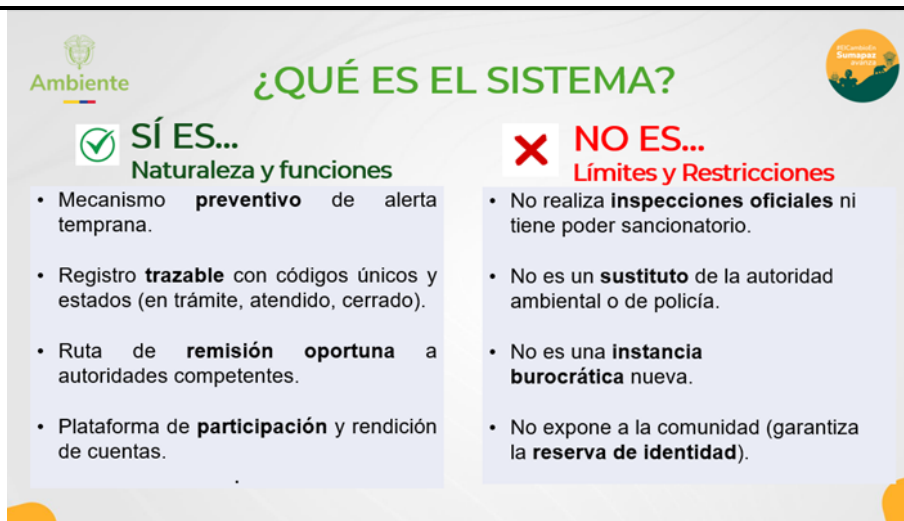 Ambiente
¿QUÉ ES EL SISTEMA?
#ElCambioEn
Sumapaz
avanza
SÍ ES...
Naturaleza y funciones
• Mecanismo preventivo de alerta
temprana.
• Registro trazable con códigos únicos y
estados (en trámite, atendido, cerrado).
• Ruta de remisión oportuna a
autoridades competentes.
• Plataforma de participación y rendición
de cuentas.
.
NO ES...
Límites y Restricciones
• No realiza inspecciones oficiales ni
tiene poder sancionatorio.
• No es un sustituto de la autoridad
ambiental o de policía.
• No es una instancia
burocrática nueva.
• No expone a la comunidad (garantiza
la reserva de identidad).